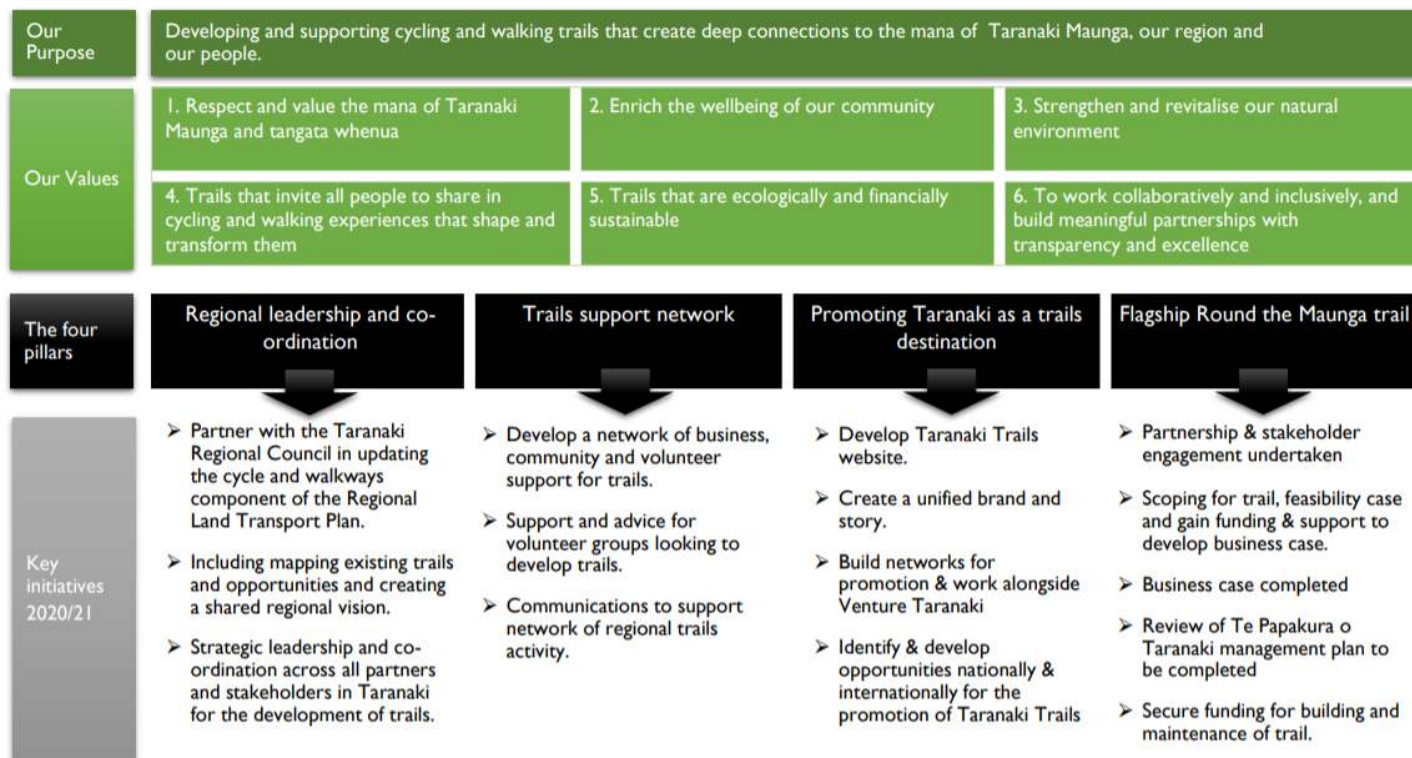 Our
Purpose
Developing and supporting cycling and walking trails that create deep connections to the mana of Taranaki Maunga, our region and
our people.
Our Values
1. Respect and value the mana of Taranaki
Maunga and tangata whenua
2. Enrich the wellbeing of our community
3. Strengthen and revitalise our natural
environment
4. Trails that invite all people to share in
cycling and walking experiences that shape and
transform them
5. Trails that are ecologically and financially
sustainable
6. To work collaboratively and inclusively, and
build meaningful partnerships with
transparency and excellence
The four
pillars
Regional leadership and co-
ordination
Trails support network
Promoting Taranaki as a trails
destination
Flagship Round the Maunga trail
Key
initiatives
2020/21
➢ Partner with the Taranaki
Regional Council in updating
the cycle and walkways
component of the Regional
Land Transport Plan.
➢ Including mapping existing trails
and opportunities and creating
a shared regional vision.
➢ Strategic leadership and co-
ordination across all partners
and stakeholders in Taranaki
for the development of trails.
➢ Develop a network of business,
community and volunteer
support for trails.
➢ Support and advice for
volunteer groups looking to
develop trails.
➢ Communications to support
network of regional trails
activity.
➢ Develop Taranaki Trails
website.
➢ Create a unified brand and
story.
➢ Build networks for
promotion & work alongside
Venture Taranaki
➢ Identify & develop
opportunities nationally &
internationally for the
promotion of Taranaki Trails
➢ Partnership & stakeholder
engagement undertaken
➢ Scoping for trail, feasibility case
and gain funding & support to
develop business case.
➢ Business case completed
➢ Review of Te Papakura o
Taranaki management plan to
be completed
➢ Secure funding for building and
maintenance of trail.